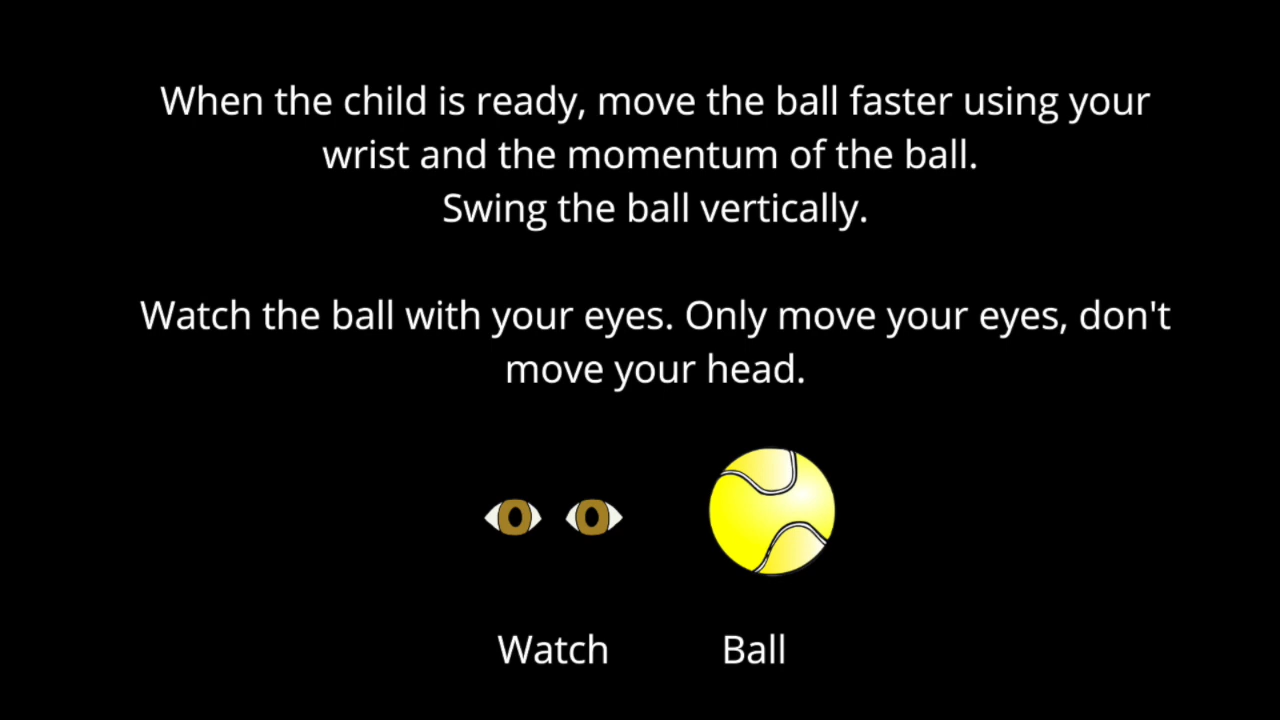 When the child is ready, move the ball faster using your
wrist and the momentum of the ball.
Swing the ball vertically.
Watch the ball with your eyes. Only move your eyes, don't
move your head.
Watch Ball